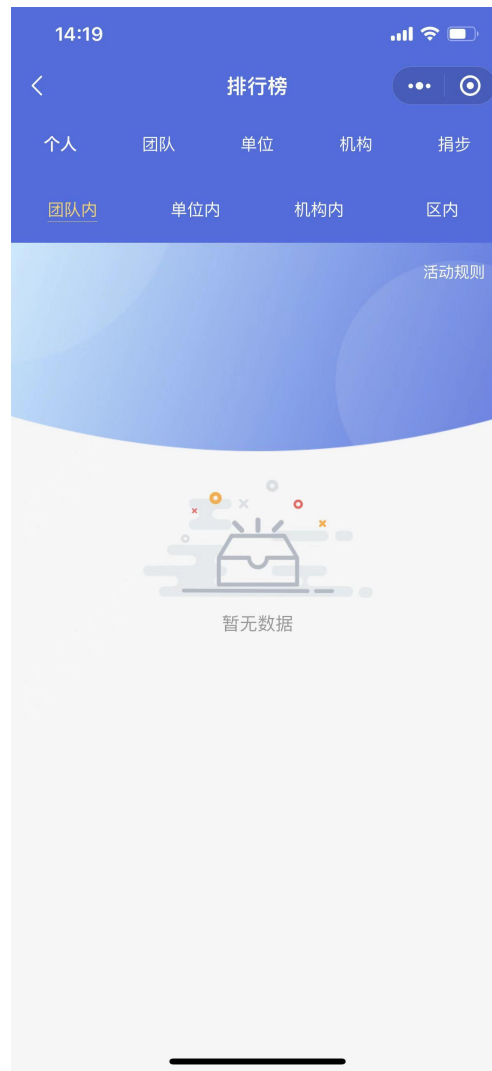 14:19
排行榜
个人 团队 单位 机构 捐步
团队内 单位内 机构内 区内
活动规则
暂无数据